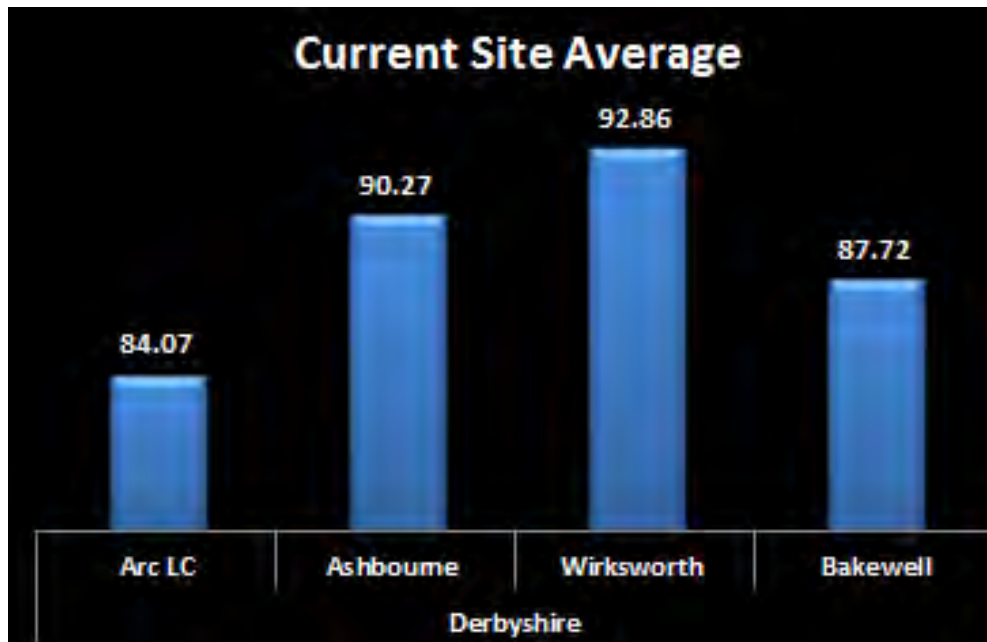 Current Site Average
92.86
90.27
87.72
84.07
Arc LC Ashbourne Wirksworth Bakewell
Derbyshire